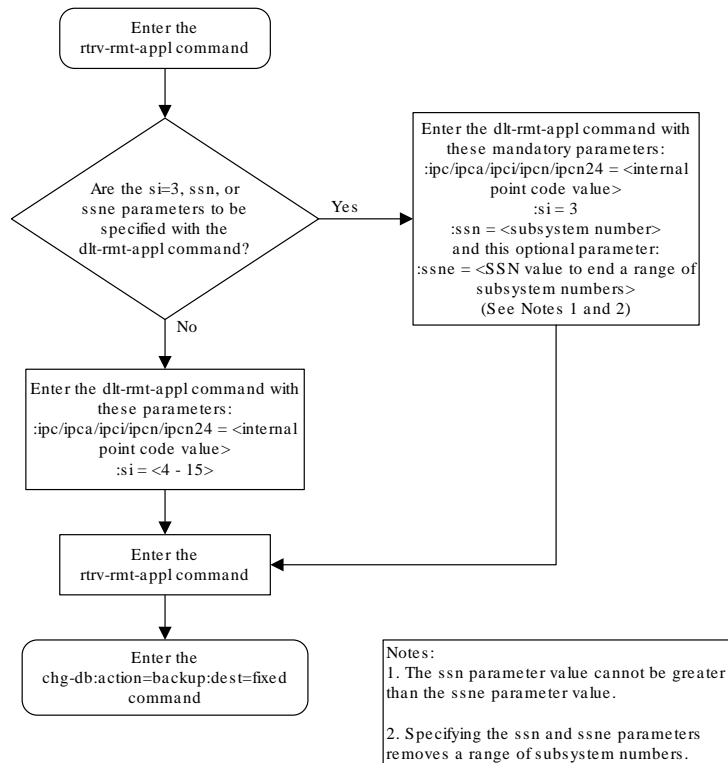 Enter the
rtrv-rmt-appl command
Are the si=3, ssn, or
ssne parameters to be
specified with the
dlt-rmt-appl command?
Yes
Enter the dlt-rmt-appl command with
these mandatory parameters:
:ipc/ipca/ipci/ipcn/ipcn24 = <internal
point code value>
:si = 3
:ssn = <subsystem number>
and this optional parameter:
:ssne = <SSN value to end a range of
subsystem numbers>
(See Notes 1 and 2)
No
Enter the dlt-rmt-appl command with
these parameters:
:ipc/ipca/ipci/ipcn/ipcn24 = <internal
point code value>
:si = <4 - 15>
Enter the
rtrv-rmt-appl command
Enter the
chg-db:action=backup:dest=fixed
command
Notes:
1. The ssn parameter value cannot be greater
than the ssne parameter value.
2. Specifying the ssn and ssne parameters
removes a range of subsystem numbers.